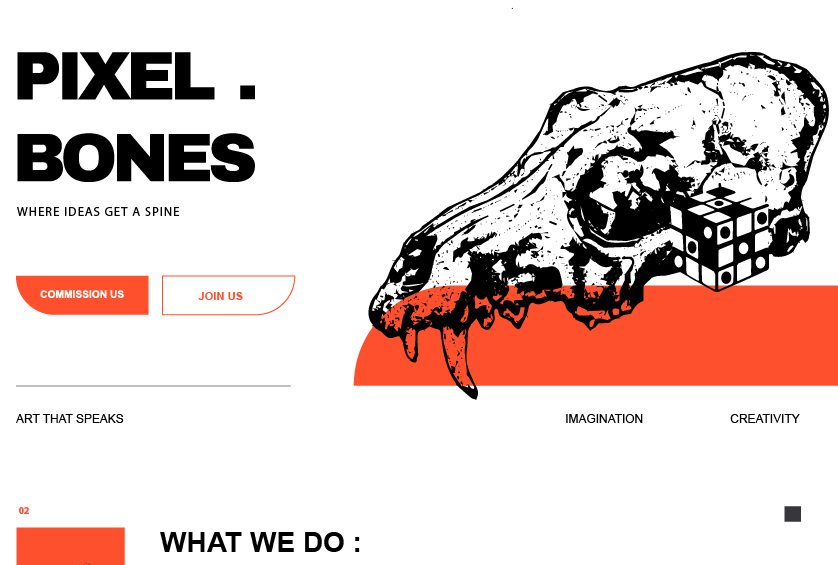 PIXEL .
BONES
WHERE IDEAS GET A SPINE
COMMISSION US
JOIN US
ART THAT SPEAKS
IMAGINATION
CREATIVITY
02
WHAT WE DO :